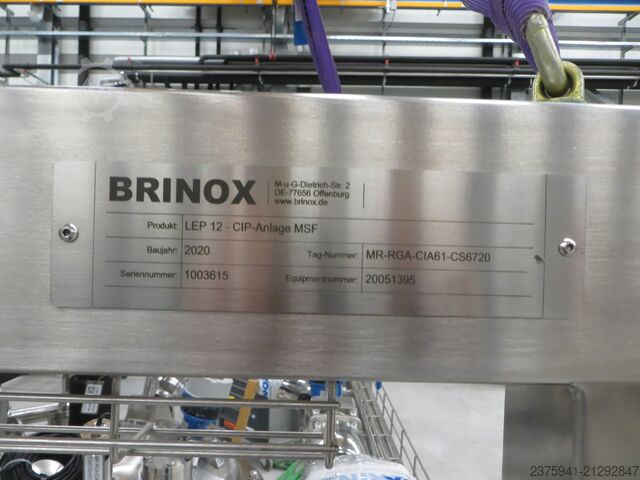 BRINOX
M-u-G-Dietrich-Str. 2
DE-77656 Offenburg
www.brinox.de
Produkt: LEP 12 - CIP-Anlage MSF
Baujahr: 2020 Tag-Nummer: MR-RGA-CIA61-CS6720
Seriennummer: 1003615 Equipmentnummer: 20051395
RINOX
2375941-21292847